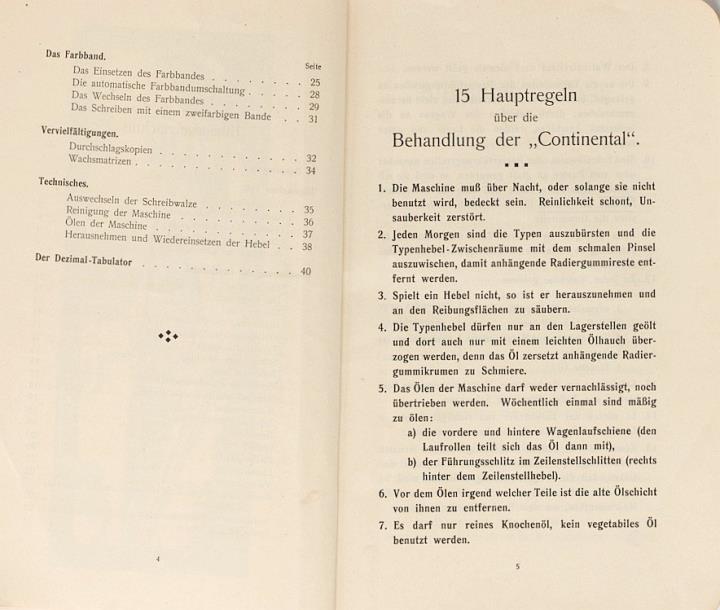 Das Farbband.
Seite
Das Einsetzen des Farbbandes . . . . . . . . 25
Die automatische Farbbandumschaltung . . . . . 28
Das Wechseln des Farbbandes . . . . . . . . 29
Das Schreiben mit einem zweifarbigen Bande . . 31
Vervielfältigungen.
Durchschlagskopien . . . . . . . . . . . 32
Wachsmatrizen . . . . . . . . . . . . . 34
Technisches.
Auswechseln der Schreibwalze . . . . . . . . 35
Reinigung der Maschine . . . . . . . . . . 36
Ölen der Maschine . . . . . . . . . . . 37
Herausnehmen und Wiedereinsetzen der Hebel . . 38
Der Dezimal-Tabulator . . . . . . . . . . . . 40
4
15 Hauptregeln
über die
Behandlung der „Continental“.
1. Die Maschine muß über Nacht, oder solange sie nicht
benutzt wird, bedeckt sein. Reinlichkeit schont, Un-
sauberkeit zerstört.
2. Jeden Morgen sind die Typen auszubürsten und die
Typenhebel-Zwischenräume mit dem schmalen Pinsel
auszuwischen, damit anhängende Radiergummireste ent-
fernt werden.
3. Spielt ein Hebel nicht, so ist er herauszunehmen und
an den Reibungsflächen zu säubern.
4. Die Typenhebel dürfen nur an den Lagerstellen geölt
und dort auch nur mit einem leichten Ölhauch über-
zogen werden, denn das Öl zersetzt anhängende Radier-
gummikrumen zu Schmiere.
5. Das Ölen der Maschine darf weder vernachlässigt, noch
übertrieben werden. Wöchentlich einmal sind mäßig
zu ölen:
a) die vordere und hintere Wagenlaufschiene (den
Laufrollen teilt sich das Öl dann mit),
b) der Führungsschlitz im Zeilenstellschlitten (rechts
hinter dem Zeilenstellhebel).
6. Vor dem Ölen irgend welcher Teile ist die alte Ölschicht
von ihnen zu entfernen.
7. Es darf nur reines Knochenöl, kein vegetabiles Öl
benutzt werden.
5